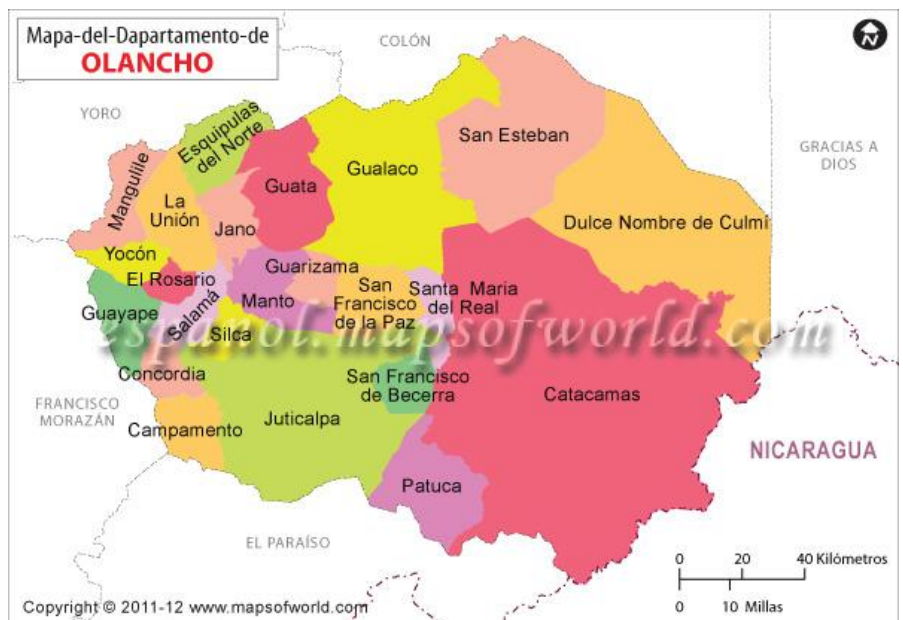 Mapa-del-Dapartamento-de
OLANCHO
COLÓN
N
YORO
GRACIAS A
DIOS
Esquipulas
del Norte
San Esteban
Mangulile
Gualaco
Guata
La
Unión
Jano
Dulce Nombre de Culmí
Yocón
El Rosario
Guarizama
San
Francisco
de la Paz
Santa Maria
del Real
Guayape
Salamá
Manto
Silca
espanol.mapsofworld.com
Concordia
San Francisco
de Becerra
Catacamas
FRANCISCO
MORAZÁN
Campamento
Juticalpa
NICARAGUA
Patuca
EL PARAÍSO
0 20 40 Kilómetros
0 10 Millas
Copyright © 2011-12 www.mapsofworld.com